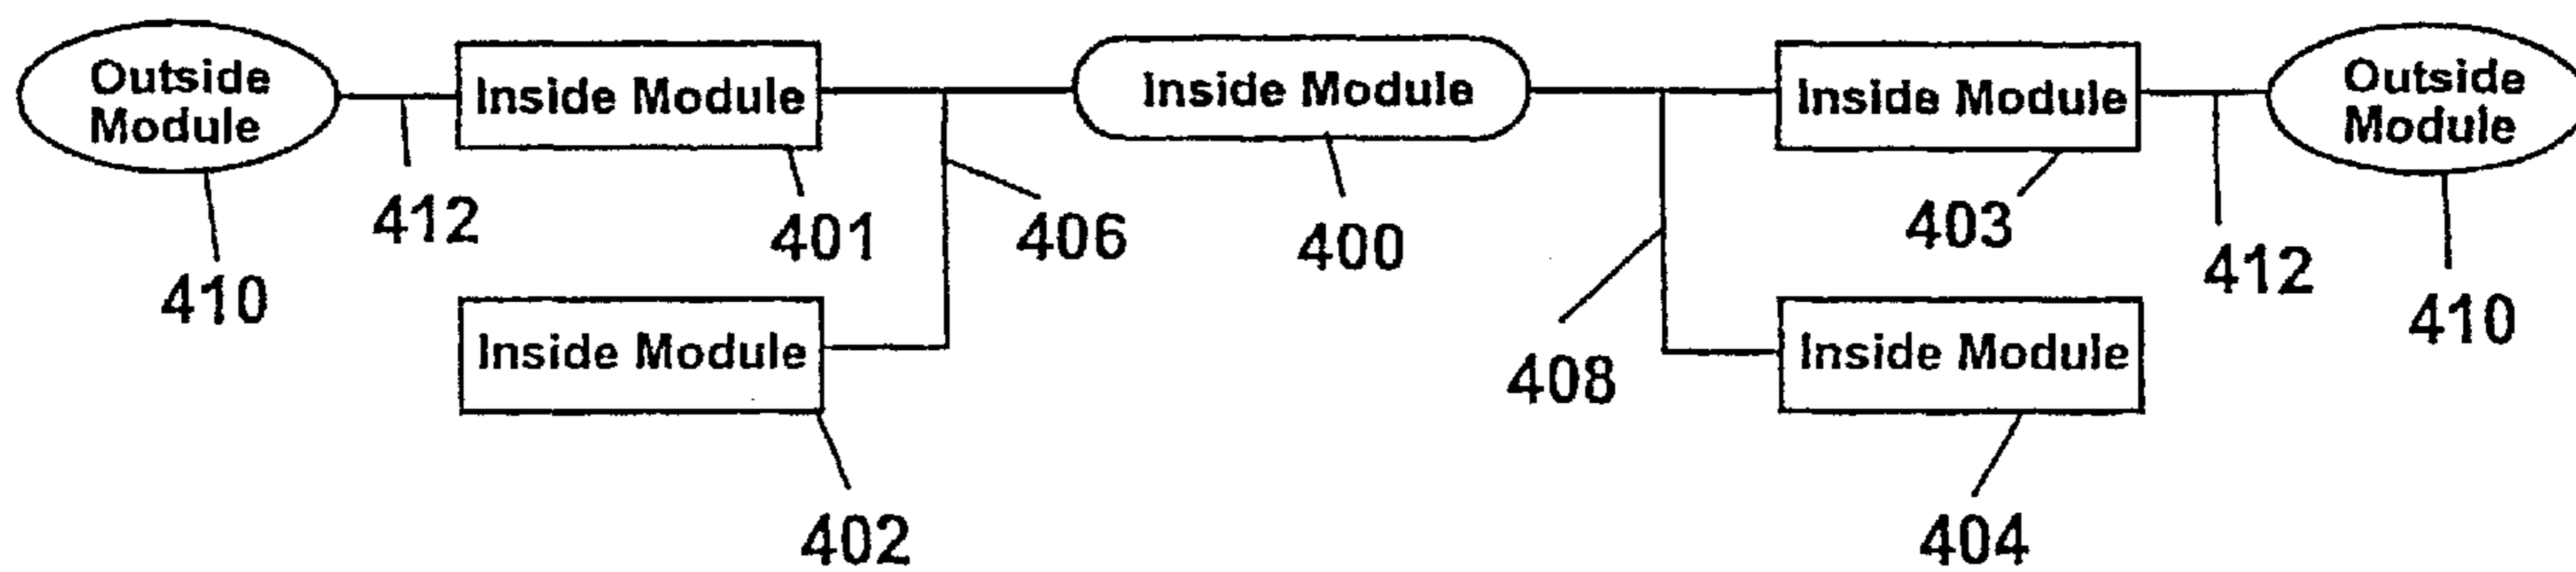 Outside
Module
Inside Module
Inside Module
Inside Module
Outside
Module
412
401
406
400
403
412
410
410
Inside Module
Inside Module
408
402
404